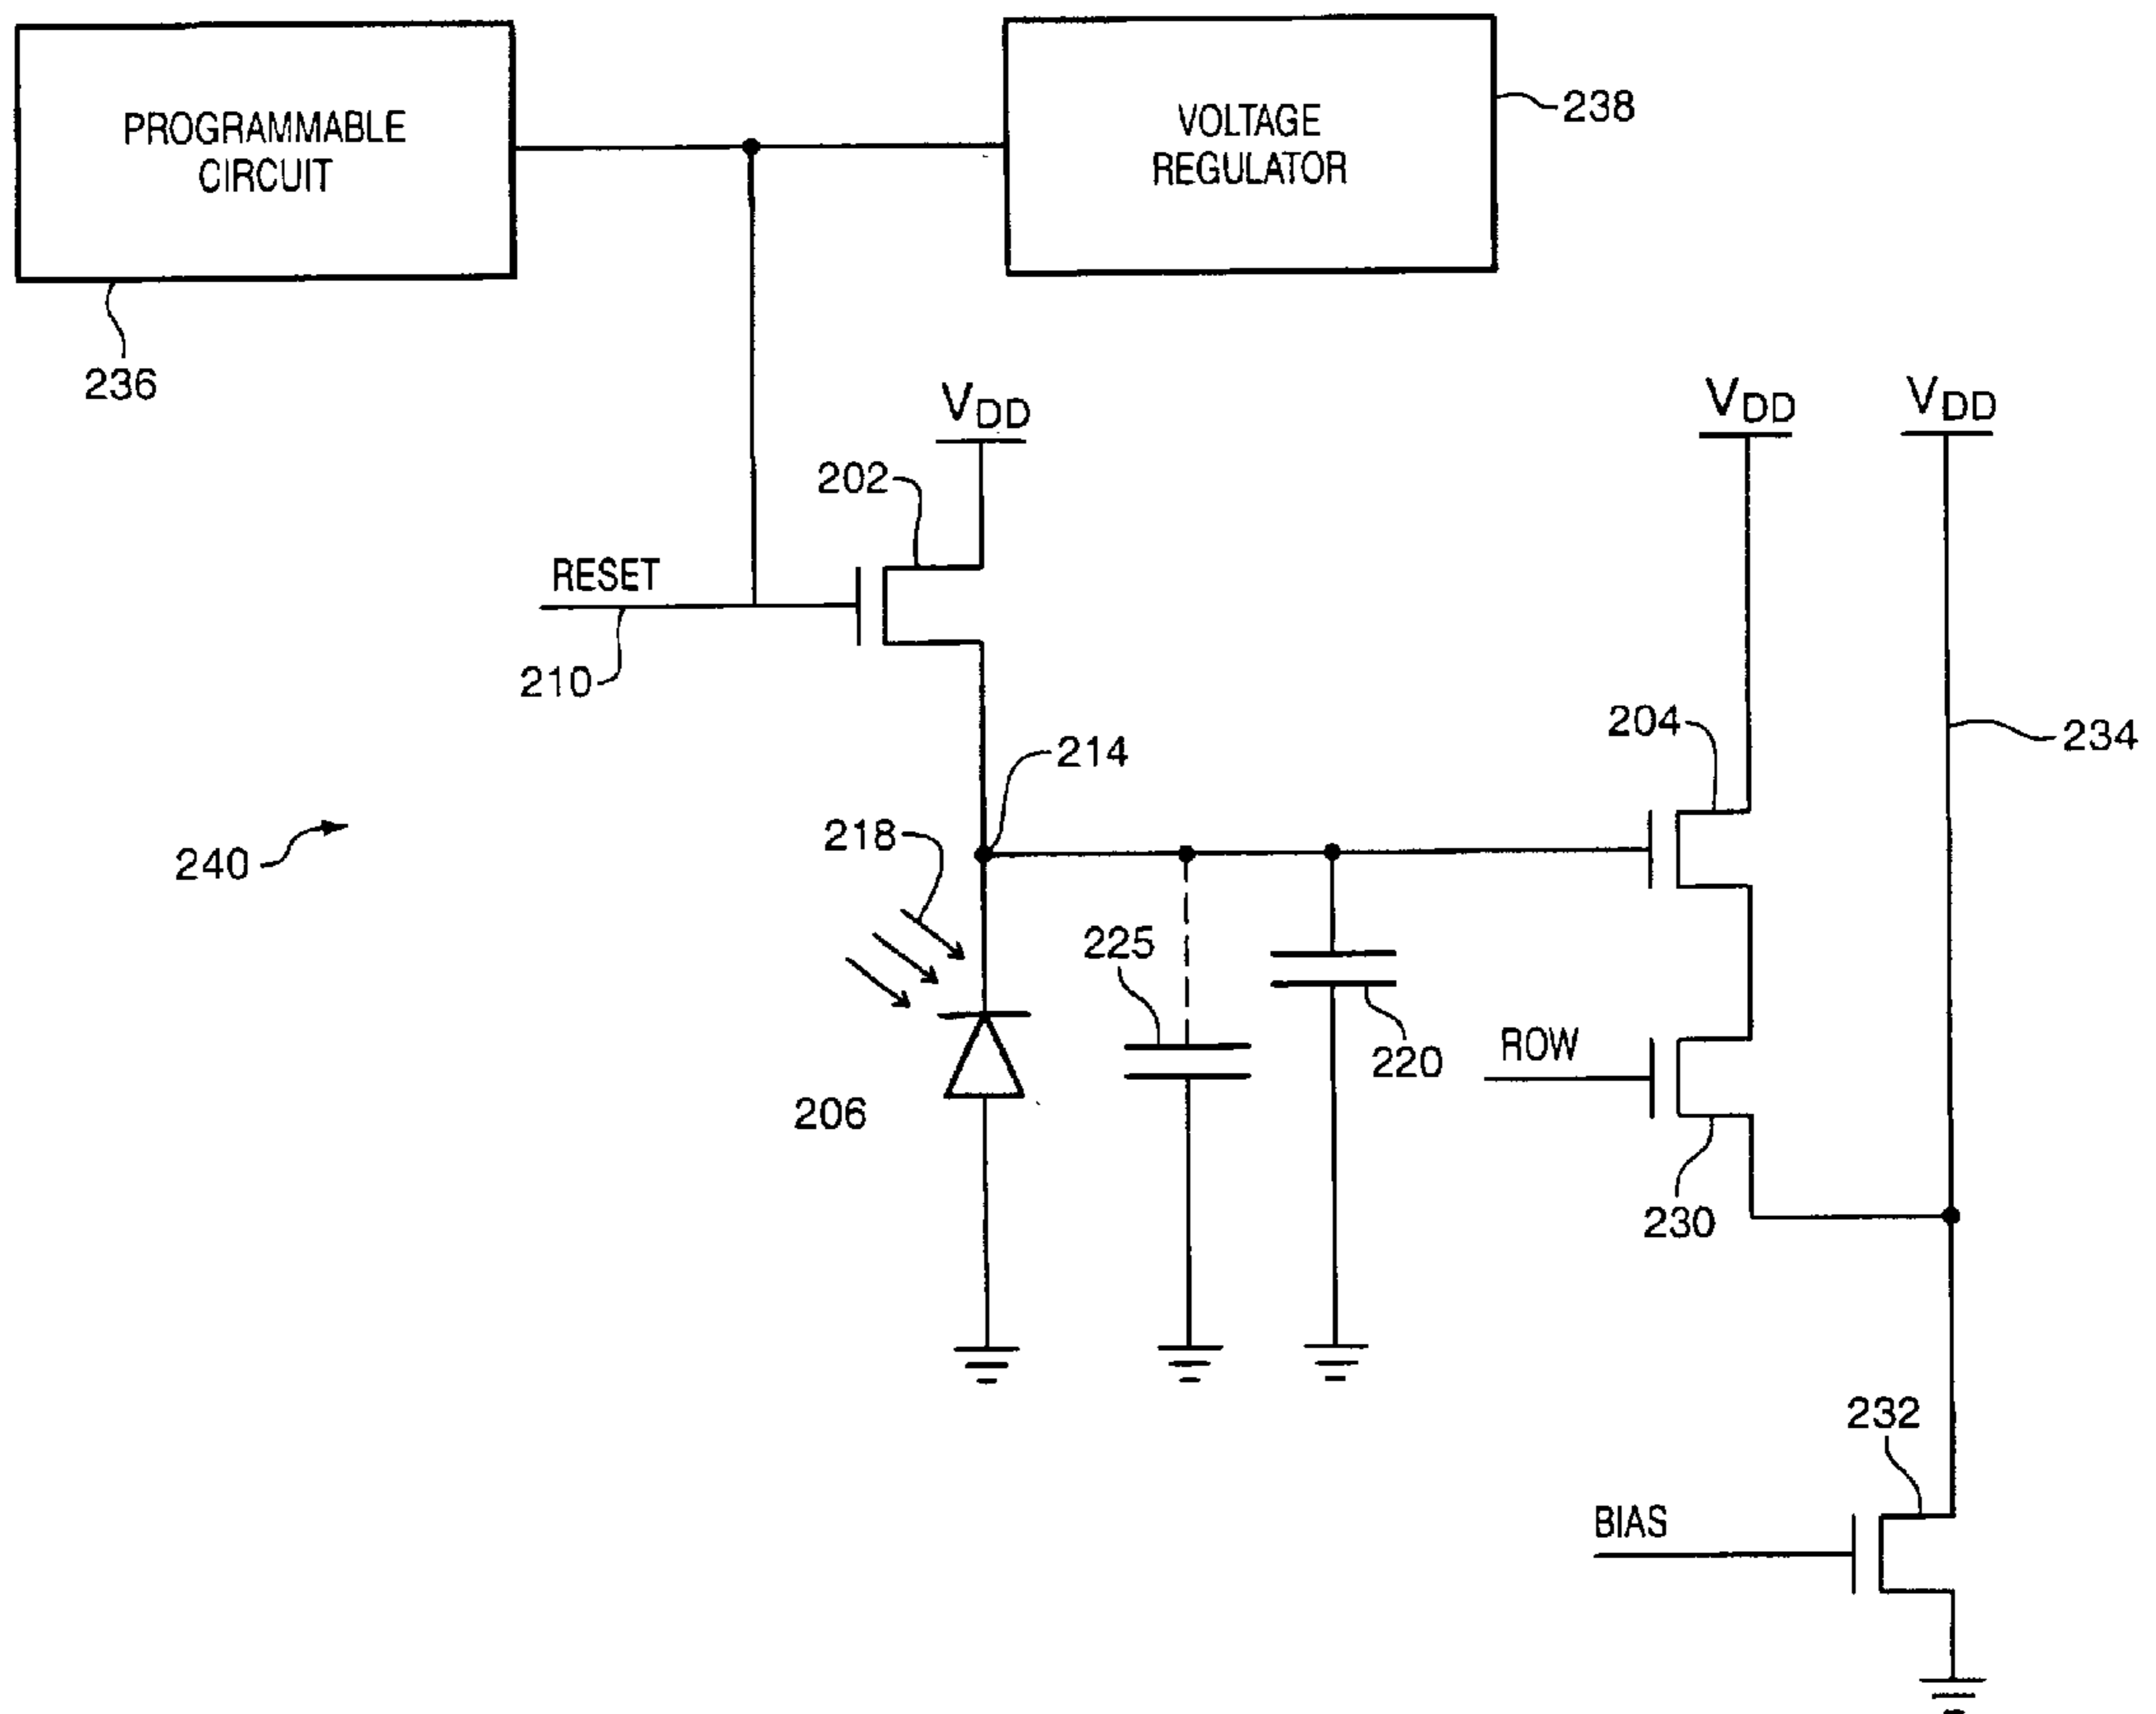 PROGRAMMABLE
CIRCUIT
VOLTAGE
REGULATOR
238
236
VDD
VDD
VDD
202
RESET
210
204
234
214
218
240
225
220
ROW
206
230
232
BIAS